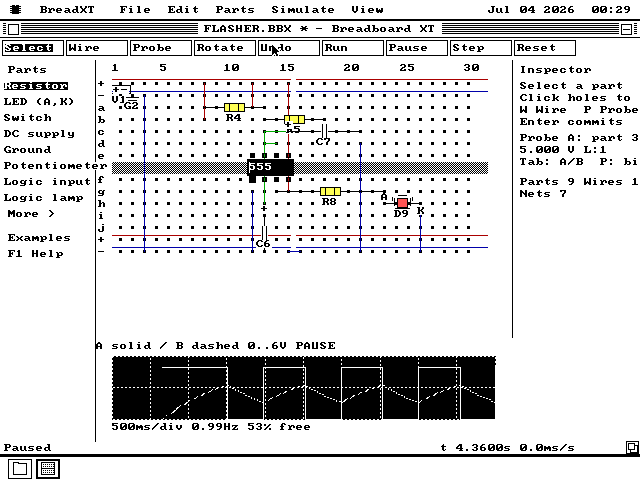 BreadXT File Edit Parts Simulate View Jul 04 2026 00:29
FLASHER.BBX * - Breadboard XT
Select Wire Probe Rotate Undo Run Pause Step Reset
Parts
Resistor
LED (A,K)
Switch
DC supply
Ground
Potentiometer
Logic input
Logic lamp
More >
Examples
F1 Help
1 5 10 15 20 25 30
+
-
a
b
c
d
e
f
g
h
i
j
+
-
G2
R4
C7
555
R8
A
K
D9
C6
Inspector
Select a part
Click holes to
W Wire P Probe
Enter commits
Probe A: part 3
5.000 V L:1
Tab: A/B P: bi
Parts 9 Wires 1
Nets 7
A solid / B dashed 0..6V PAUSE
500ms/div 0.99Hz 53% free
Paused t 4.3600s 0.0ms/s